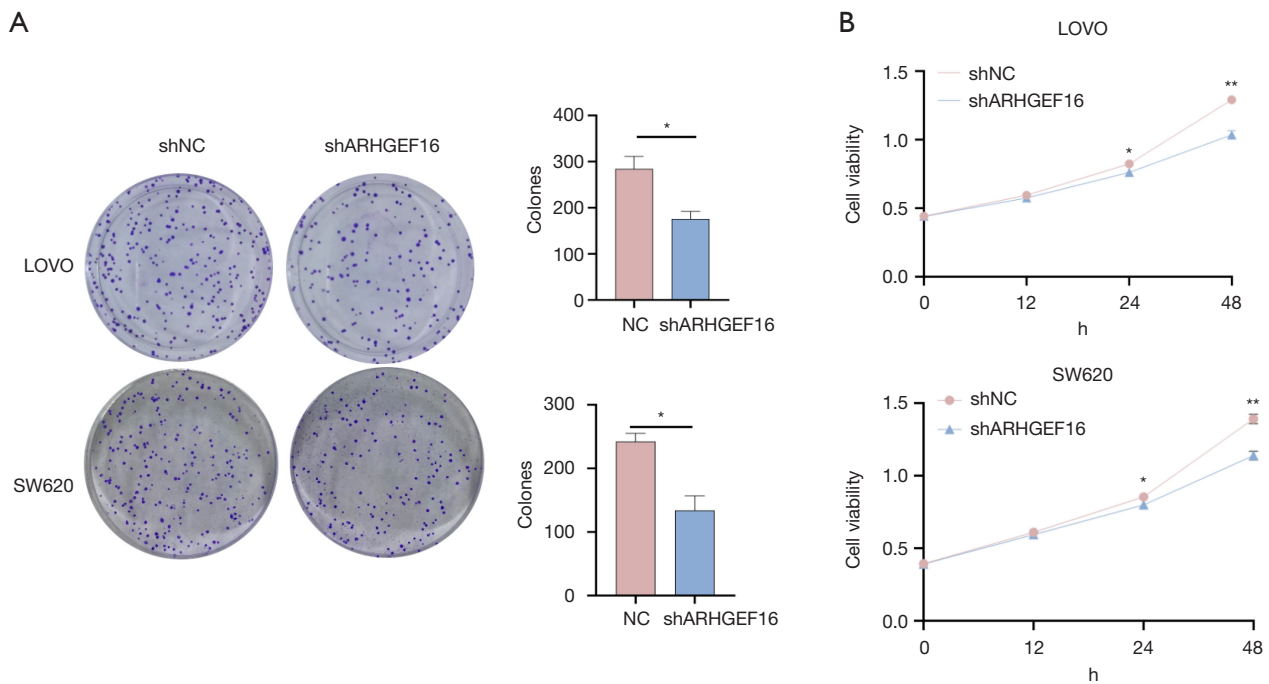 A
shNC
shARHGEF16
LOVO
SW620
400
300
200
100
0
Colones
*
NC
shARHGEF16
300
200
100
0
Colones
*
NC
shARHGEF16
B
LOVO
1.5
1.0
0.5
0.0
Cell viability
shNC
shARHGEF16
*
**
0
12
24
48
h
SW620
1.5
1.0
0.5
0.0
Cell viability
shNC
shARHGEF16
*
**
0
12
24
48
h